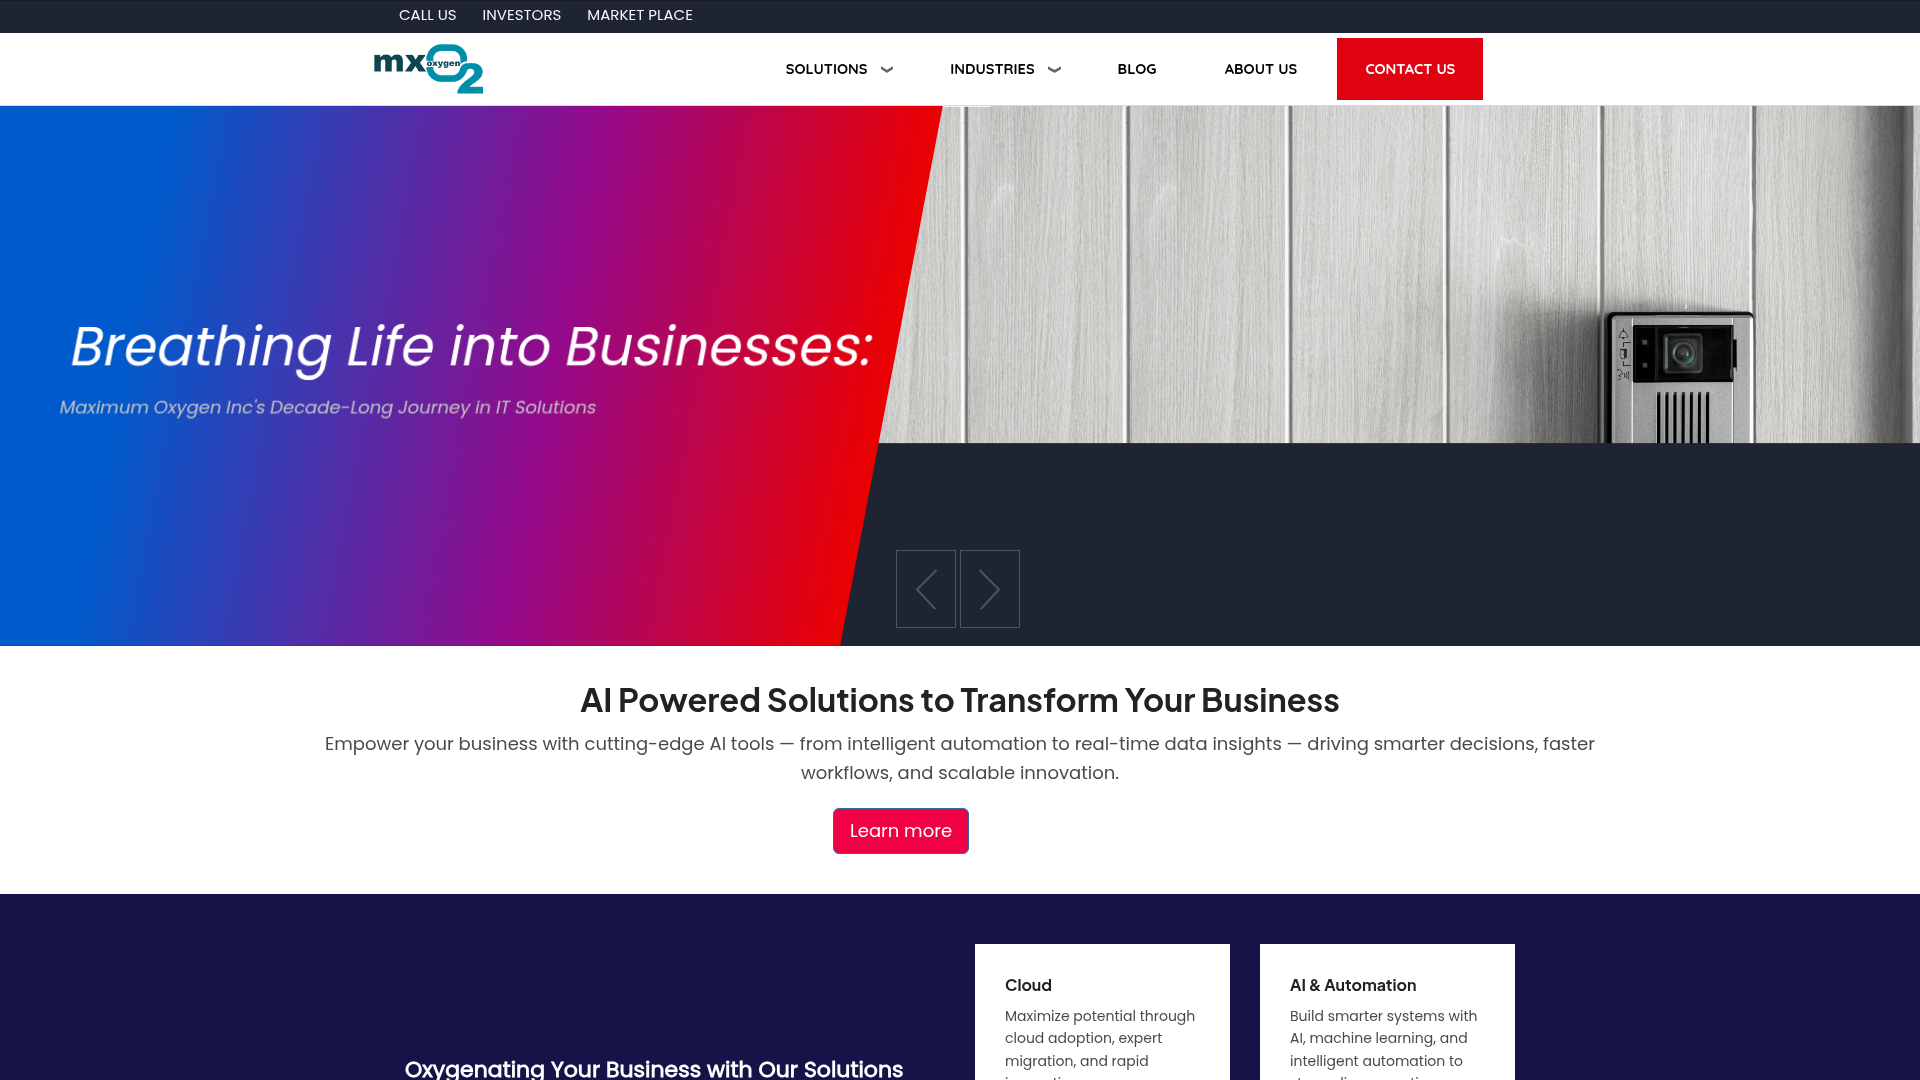 CALL US INVESTORS MARKET PLACE
mx oxygen O2
SOLUTIONS INDUSTRIES BLOG ABOUT US CONTACT US
Breathing Life into Businesses:
Maximum Oxygen Inc's Decade-Long Journey in IT Solutions
AI Powered Solutions to Transform Your Business
Empower your business with cutting-edge AI tools — from intelligent automation to real-time data insights — driving smarter decisions, faster
workflows, and scalable innovation.
Learn more
Oxygenating Your Business with Our Solutions
Cloud
Maximize potential through
cloud adoption, expert
migration, and rapid
AI & Automation
Build smarter systems with
AI, machine learning, and
intelligent automation to